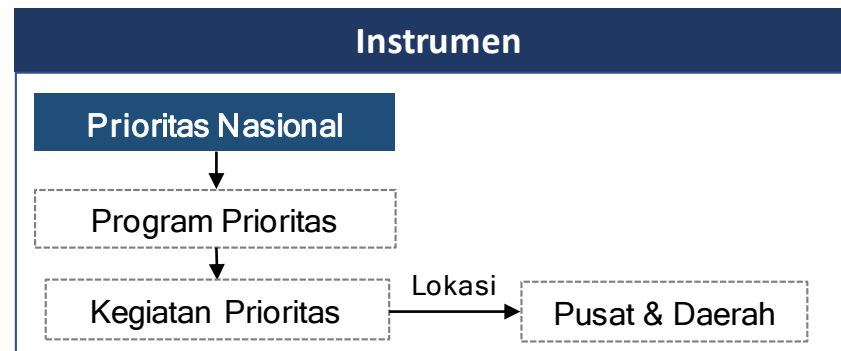 Instrumen
Prioritas Nasional
Program Prioritas
Kegiatan Prioritas
Lokasi
Pusat & Daerah